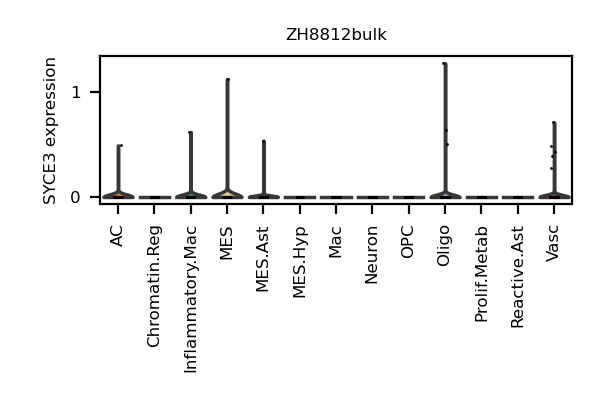 ZH8812bulk
SYCE3 expression
1
0
AC
Chromatin.Reg
Inflammatory.Mac
MES
MES.Ast
MES.Hyp
Mac
Neuron
OPC
Oligo
Prolif.Metab
Reactive.Ast
Vasc